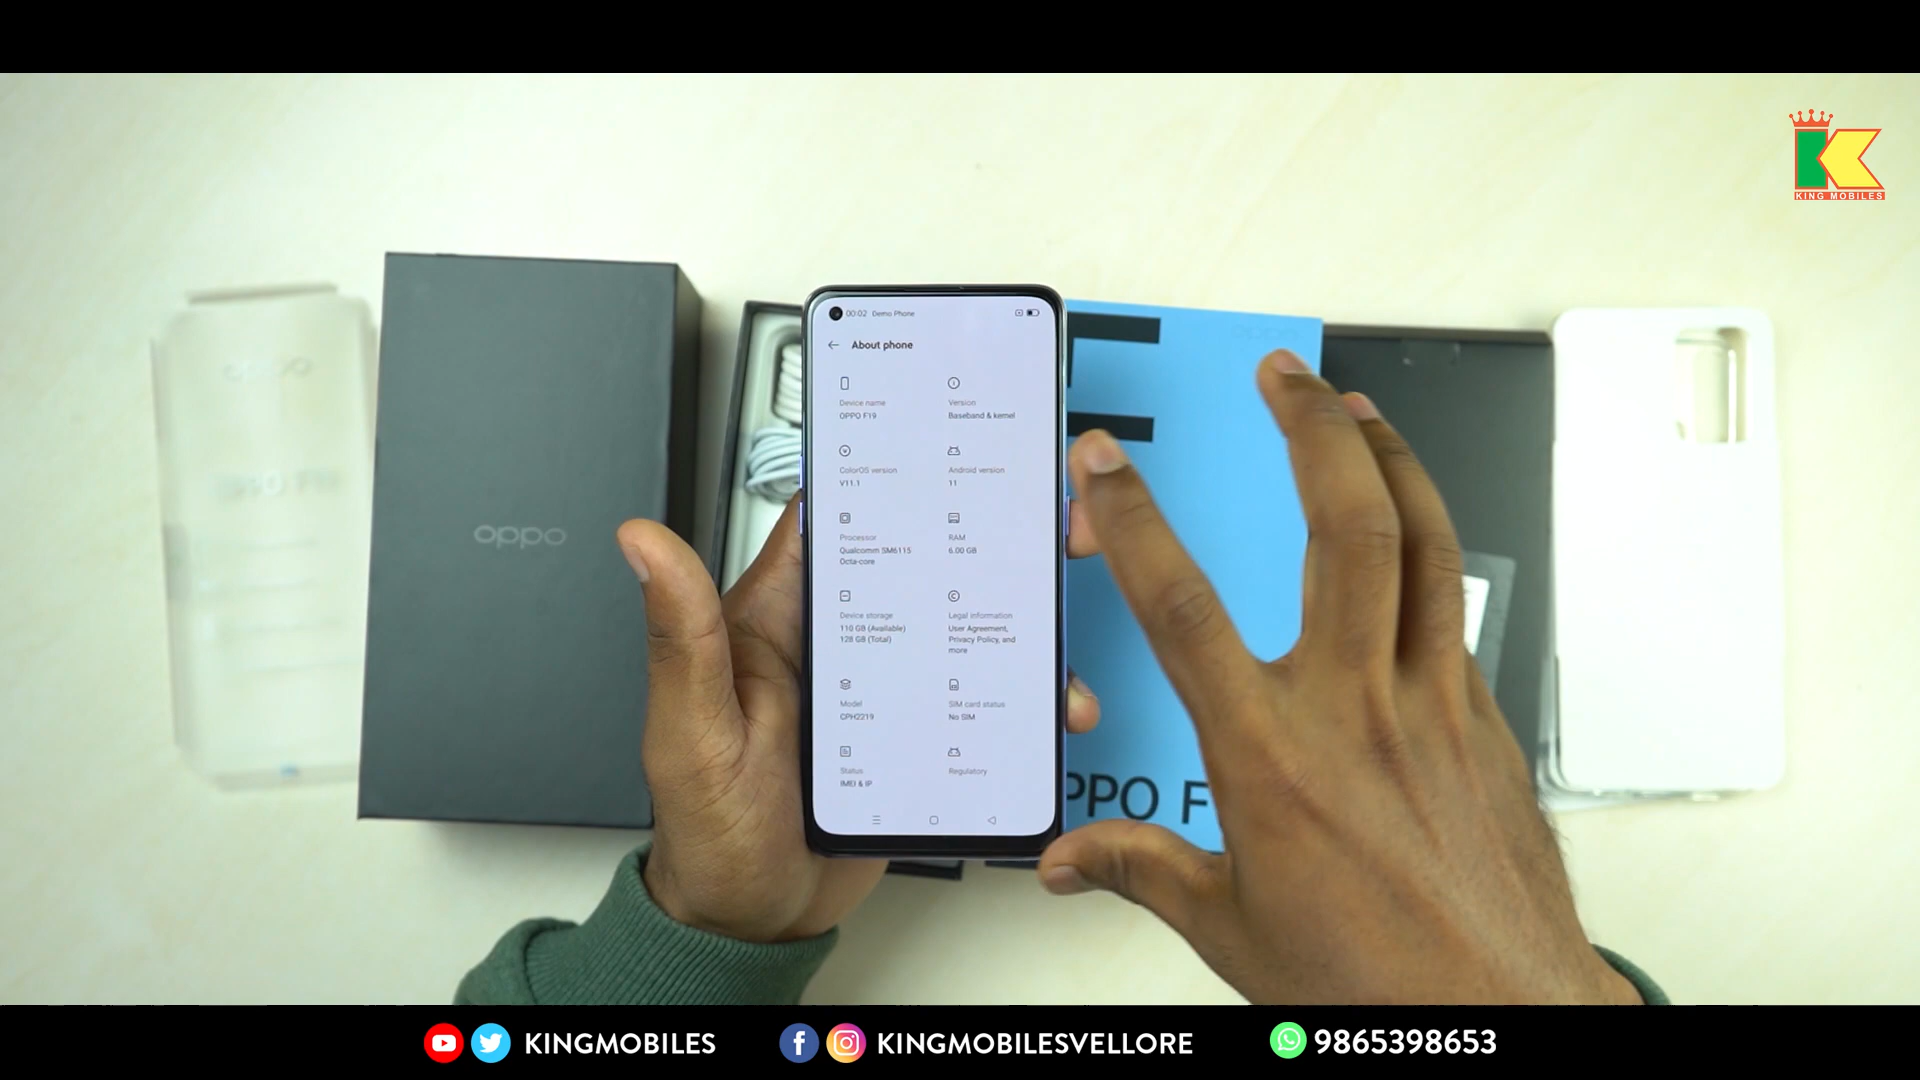 KING MOBILES
oppo
00:02 Demo Phone
About phone
Device name
OPPO F19
Version
Baseband & kernel
ColorOS version
V11.1
Android version
11
Processor
Qualcomm SM6115
Octa-core
RAM
6.00 GB
Device storage
110 GB (Available)
128 GB (Total)
Legal information
User Agreement,
Privacy Policy, and
more
Model
CPH2219
SIM card status
No SIM
Status
IMEI & IP
Regulatory
PPO F
KINGMOBILES
KINGMOBILESVELLORE
9865398653